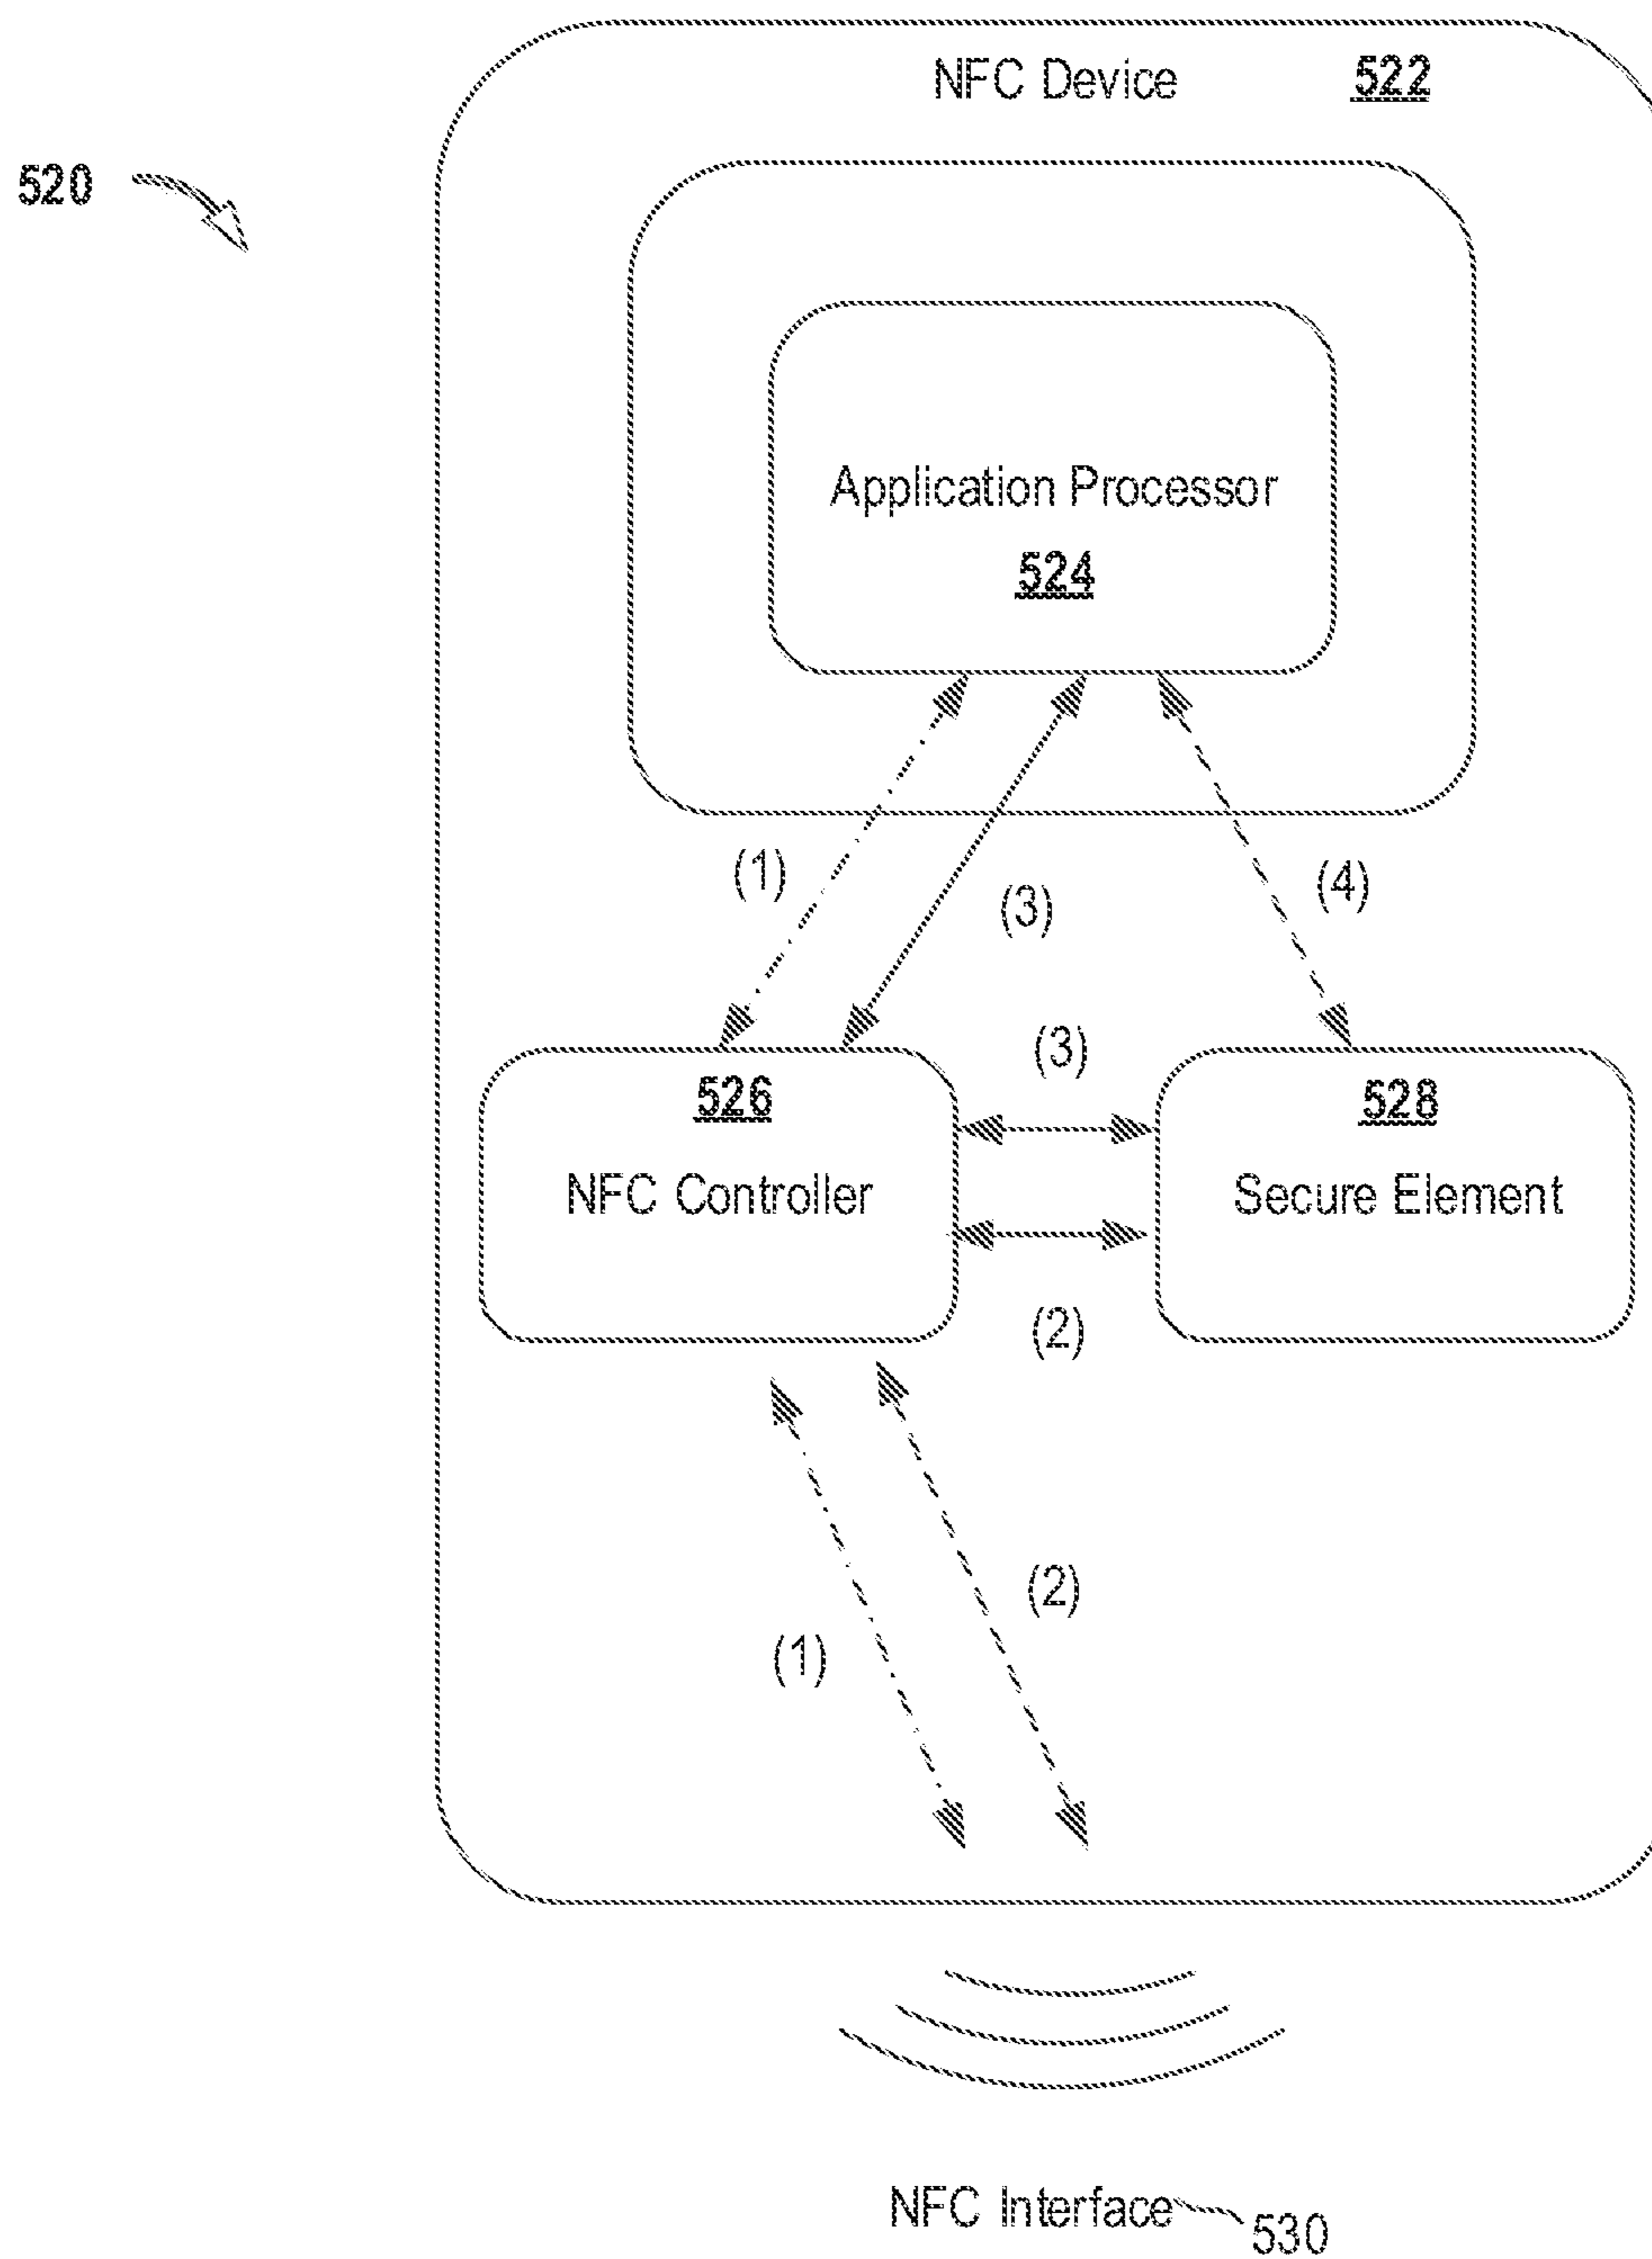 NFC Device 522
520
Application Processor
524
(1)
(3)
(4)
(3)
526
528
NFC Controller
Secure Element
(2)
(2)
(1)
NFC Interface 530